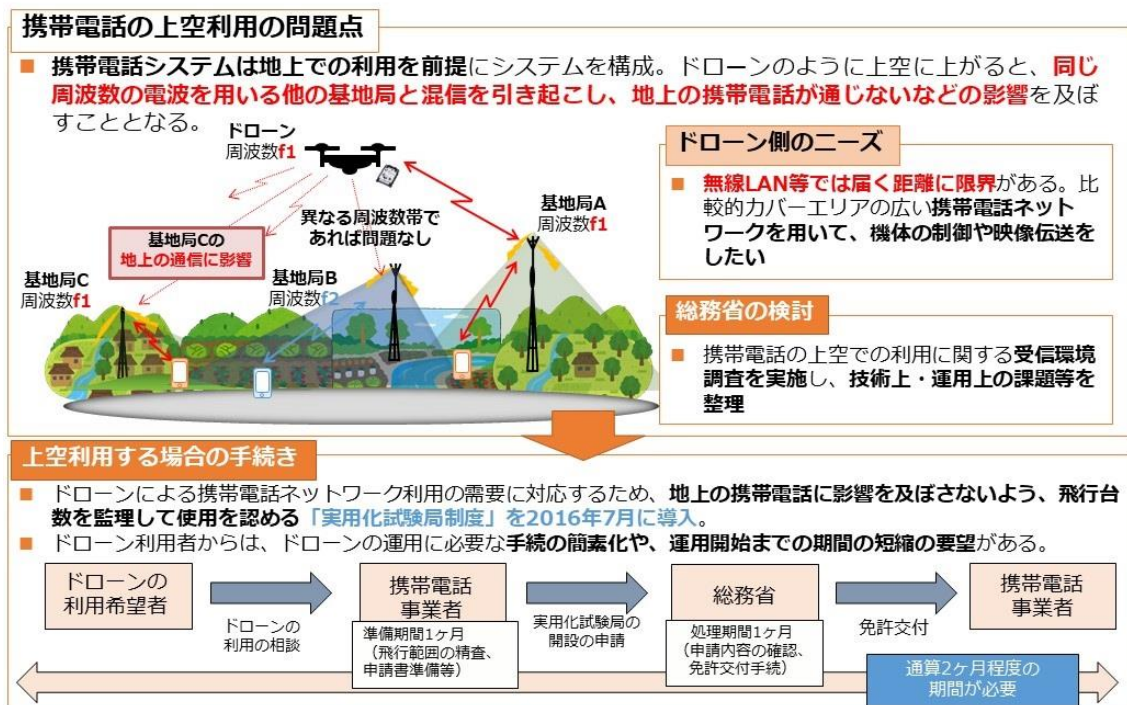 携帯電話の上空利用の問題点
■ 携帯電話システムは地上での利用を前提にシステムを構成。ドローンのように上空に上がると、同じ
周波数の電波を用いる他の基地局と混信を引き起こし、地上の携帯電話が通じないなどの影響を及ぼ
すこととなる。
ドローン
周波数f1
異なる周波数帯で
あれば問題なし
基地局A
周波数f1
基地局Cの
地上の通信に影響
基地局C
周波数f1
基地局B
周波数f2
ドローン側のニーズ
■ 無線LAN等では届く距離に限界がある。比
較的カバーエリアの広い携帯電話ネット
ワークを用いて、機体の制御や映像伝送を
したい
総務省の検討
■ 携帯電話の上空での利用に関する受信環境
調査を実施し、技術上・運用上の課題等を
整理
上空利用する場合の手続き
■ ドローンによる携帯電話ネットワーク利用の需要に対応するため、地上の携帯電話に影響を及ぼさないよう、飛行台
数を監理して使用を認める「実用化試験局制度」を2016年7月に導入。
■ ドローン利用者からは、ドローンの運用に必要な手続の簡素化や、運用開始までの期間の短縮の要望がある。
ドローンの
利用希望者
ドローンの
利用の相談
携帯電話
事業者
準備期間1ヶ月
（飛行範囲の精査、
申請書準備等）
実用化試験局の
開設の申請
総務省
処理期間1ヶ月
（申請内容の確認、
免許交付手続）
免許交付
携帯電話
事業者
通算2ヶ月程度の
期間が必要